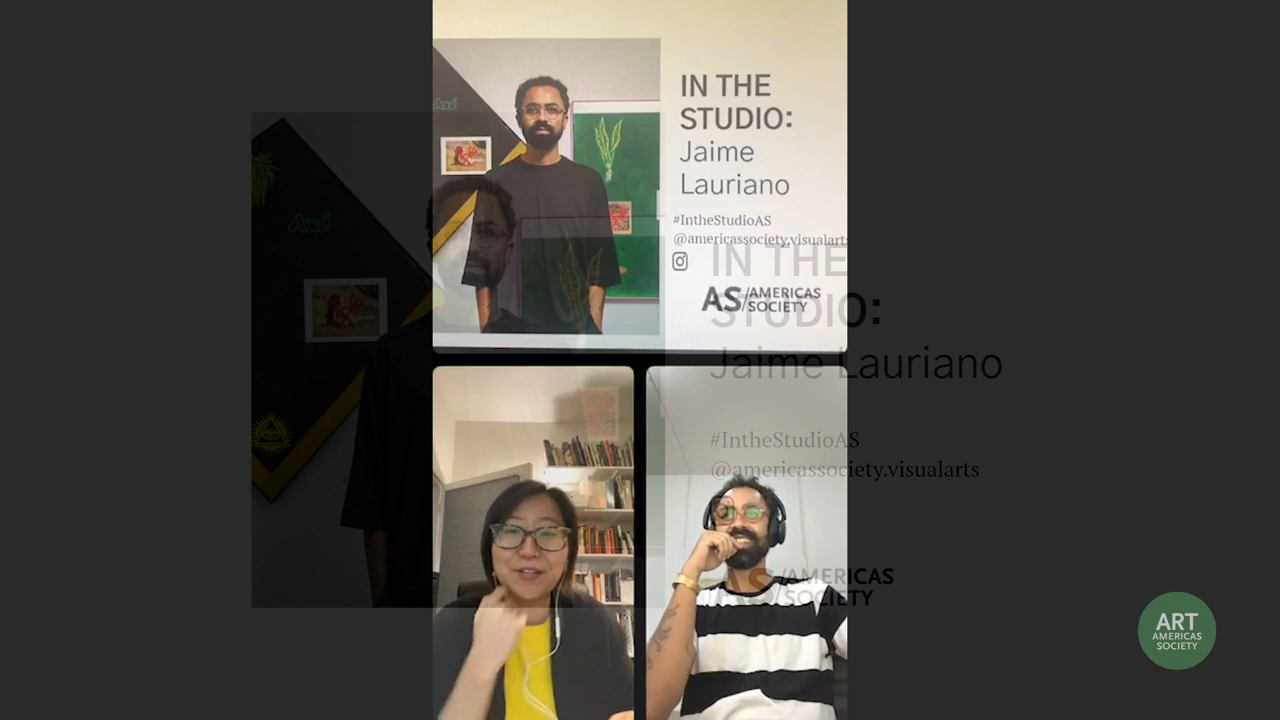 Axé
IN THE
STUDIO:
Jaime
Lauriano
#IntheStudioAS
@americassociety.visualarts
AS/AMERICAS
SOCIETY
Axé
IN THE
STUDIO:
Jaime Lauriano
#IntheStudioAS
@americassociety.visualarts
AS/AMERICAS
SOCIETY
ART
AMERICAS
SOCIETY